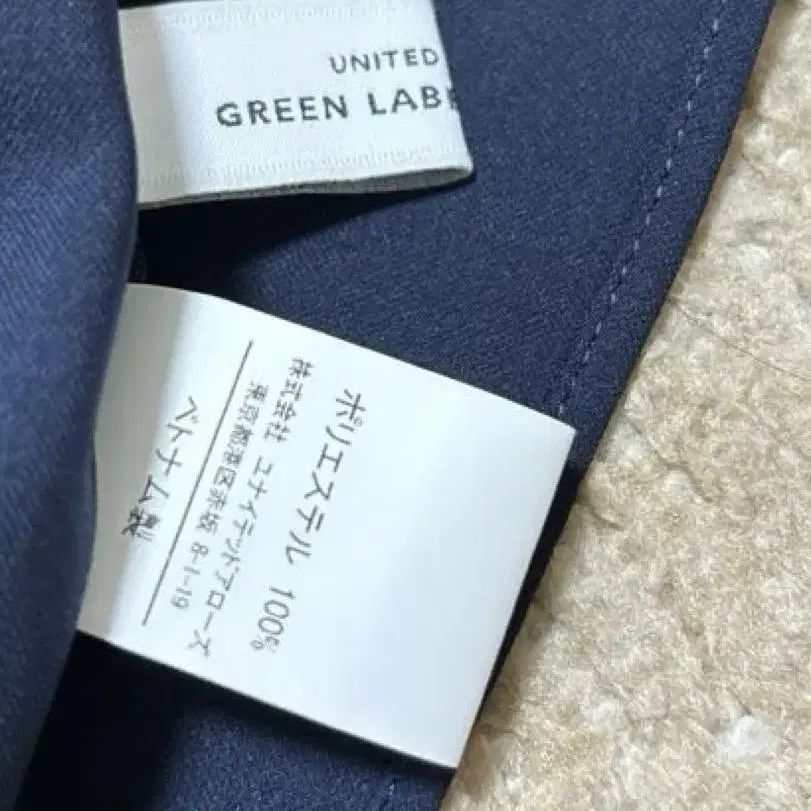 UNITED
GREEN LAB
ポリエステル 100%
株式会社 ユナイテッドアローズ
東京都港区赤坂 8-1-19
ベトナム製